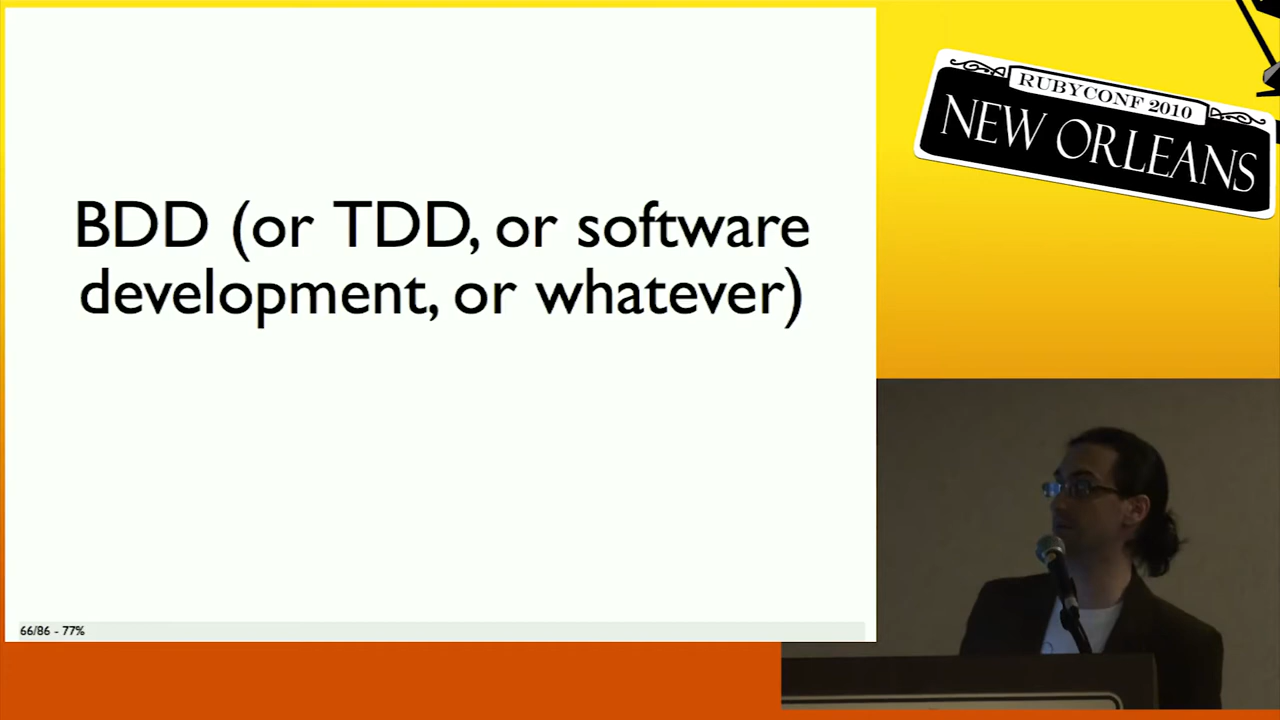 BDD (or TDD, or software
development, or whatever)
66/86 - 77%
RUBYCONF 2010
NEW ORLEANS